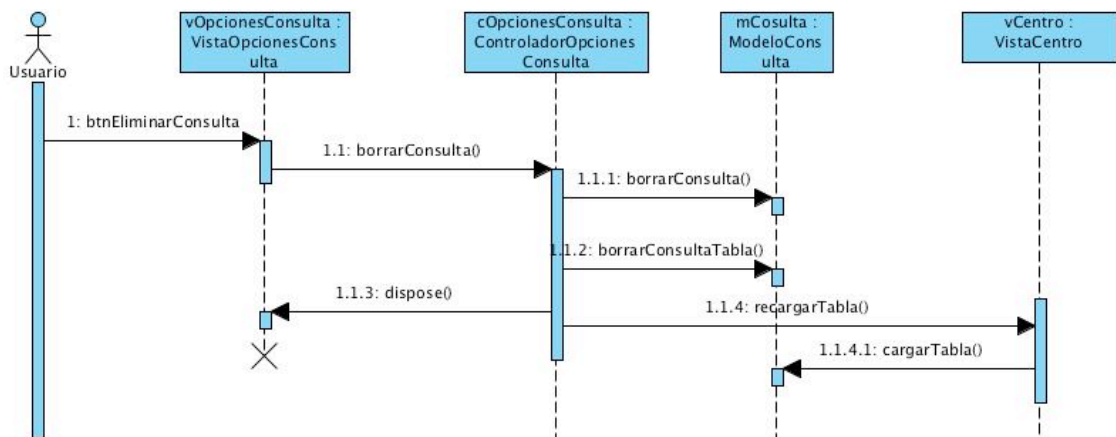 vOpcionesConsulta :
VistaOpcionesCons
ulta
cOpcionesConsulta :
ControladorOpciones
Consulta
mCosulta :
ModeloCons
ulta
vCentro :
VistaCentro
Usuario
1: btnEliminarConsulta
1.1: borrarConsulta()
1.1.1: borrarConsulta()
1.1.2: borrarConsultaTabla()
1.1.3: dispose()
1.1.4: recargarTabla()
1.1.4.1: cargarTabla()